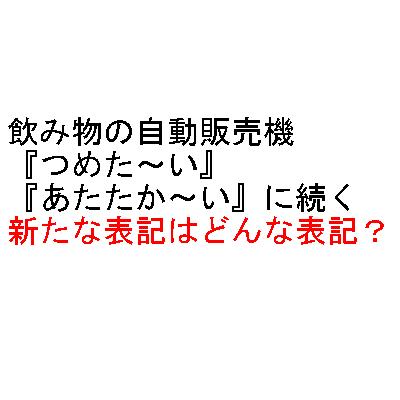 飲み物の自動販売機
『つめた～い』
『あたたか～い』に続く
新たな表記はどんな表記？